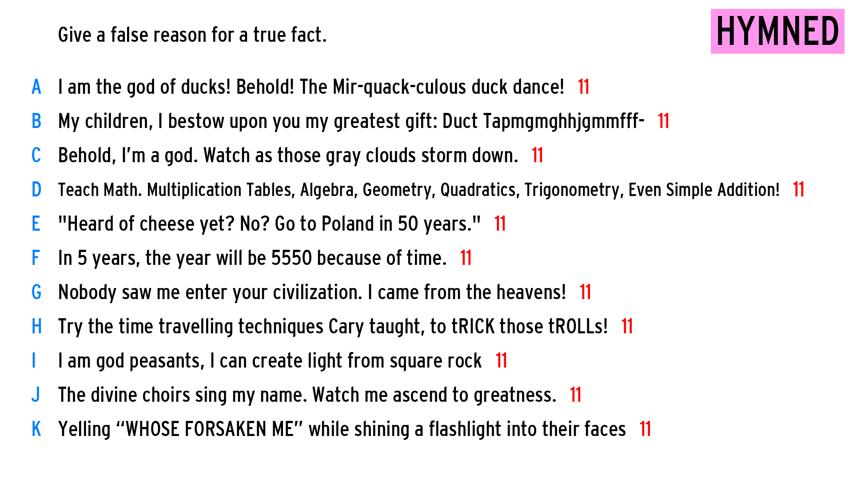 Give a false reason for a true fact.
HYMNED
A I am the god of ducks! Behold! The Mir-quack-culous duck dance! 11
B My children, I bestow upon you my greatest gift: Duct Tapmgmghhjgmmfff- 11
C Behold, I'm a god. Watch as those gray clouds storm down. 11
D Teach Math. Multiplication Tables, Algebra, Geometry, Quadratics, Trigonometry, Even Simple Addition! 11
E "Heard of cheese yet? No? Go to Poland in 50 years." 11
F In 5 years, the year will be 5550 because of time. 11
G Nobody saw me enter your civilization. I came from the heavens! 11
H Try the time travelling techniques Cary taught, to tRICK those tROLLs! 11
I I am god peasants, I can create light from square rock 11
J The divine choirs sing my name. Watch me ascend to greatness. 11
K Yelling “WHOSE FORSAKEN ME” while shining a flashlight into their faces 11